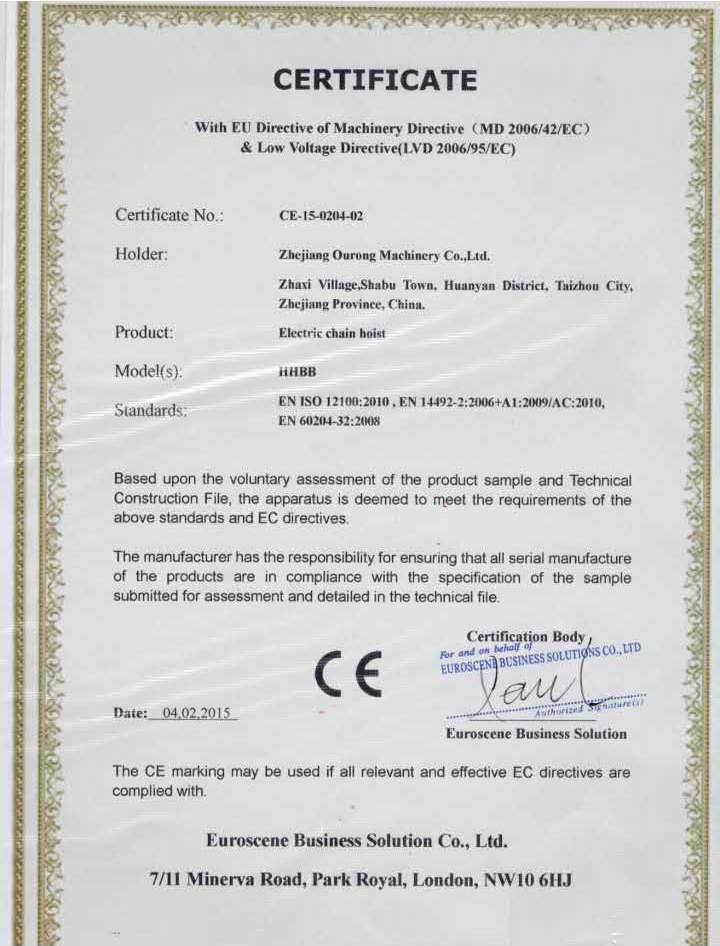 CERTIFICATE
With EU Directive of Machinery Directive（MD 2006/42/EC）
& Low Voltage Directive(LVD 2006/95/EC)
Certificate No.: CE-15-0204-02
Holder: Zhejiang Ourong Machinery Co.,Ltd.
Zhaxi Village,Shabu Town, Huanyan District, Taizhou City,
Zhejiang Province, China.
Product: Electric chain hoist
Model(s): HHBB
Standards: EN ISO 12100:2010 , EN 14492-2:2006+A1:2009/AC:2010,
EN 60204-32:2008
Based upon the voluntary assessment of the product sample and Technical
Construction File, the apparatus is deemed to meet the requirements of the
above standards and EC directives.
The manufacturer has the responsibility for ensuring that all serial manufacture
of the products are in compliance with the specification of the sample
submitted for assessment and detailed in the technical file.
Certification Body
For and on behalf of
EUROSCENE BUSINESS SOLUTIONS CO., LTD
CE
Authorized Signature(s)
Date: 04,02,2015
Euroscene Business Solution
The CE marking may be used if all relevant and effective EC directives are
complied with.
Euroscene Business Solution Co., Ltd.
7/11 Minerva Road, Park Royal, London, NW10 6HJ